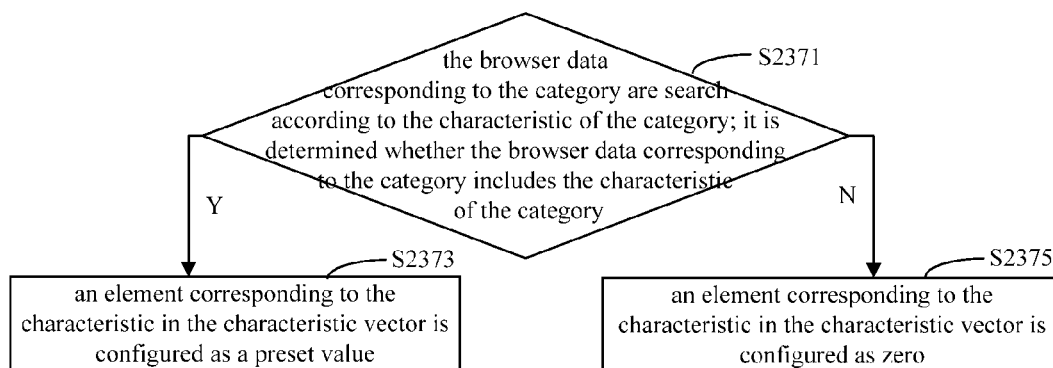 the browser data
corresponding to the category are search
according to the characteristic of the category; it is
determined whether the browser data corresponding
to the category includes the characteristic
of the category
S2371
Y
N
S2373
an element corresponding to the
characteristic in the characteristic vector is
configured as a preset value
S2375
an element corresponding to the
characteristic in the characteristic vector is
configured as zero